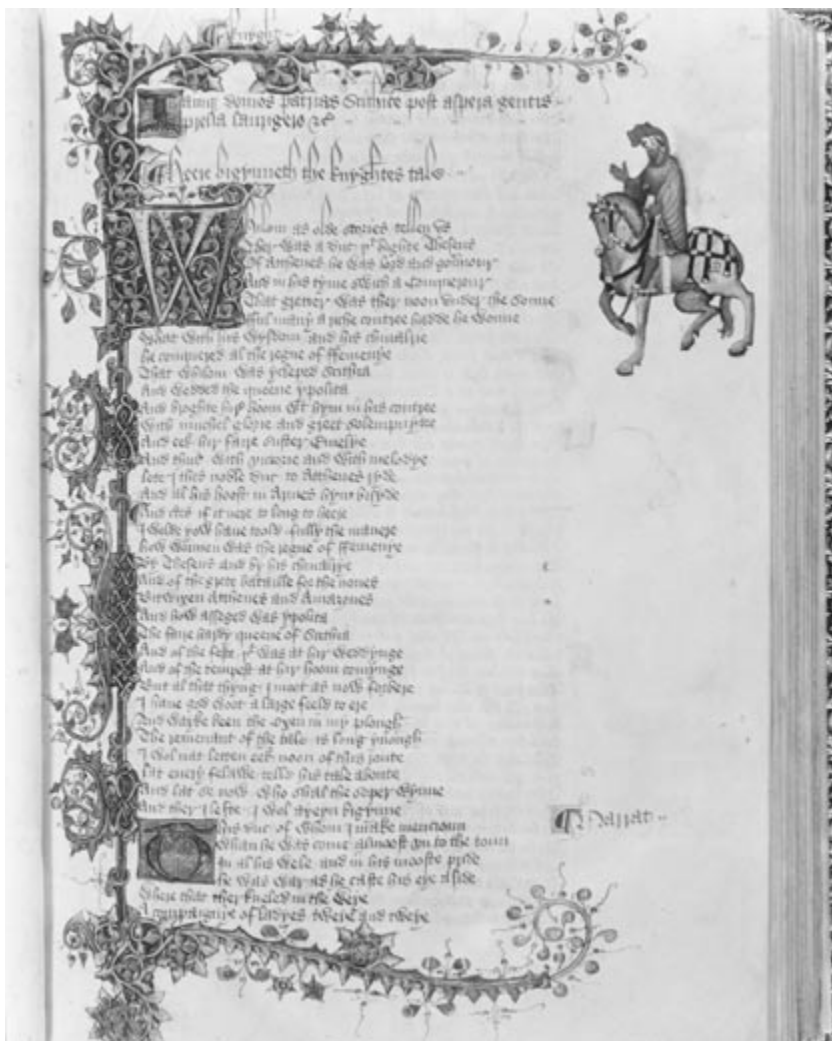 Knyght
Iamq domos patrias Scithice post aspera gentis
prelia laurigero &c
Heere bigynneth the knyghtes tale
Whilom as olde stories tellen us
Ther was a duc yt highte Theseus
Of Atthenes he was lord and gouernour
And in his tyme swich a Conquerour
That gretter was ther noon under the sonne
fful many a riche contree hadde he wonne
What with his wysdom and his chiualrie
he conquered al the regne of ffemenye
That whilom was ycleped Scithia
And wedded the queene ypolita
And broghte hire hoom wt hym in his contree
With muchel glorie and greet solempnytee
And eek hir faire suster Emelye
And thus with victorie and with melodye
lete I this noble duc to Atthenes ryde
And al his hoost in Armes hym bisyde
And certes if it nere to long to heere
I wolde yow haue toold fully the manere
how wonnen was the regne of ffemenye
By Theseus and by his chiualrye
And of the grete bataille for the nones
Bitwixen Atthenes and Amazones
And how asseged was ypolita
The faire hardy queene of Scithia
And of the feste yt was at hir weddynge
And of the tempest at hir hoom comynge
But al that thyng I moot as now forbere
I haue god woot a large feeld to ere
And wayke been the oxen in my plough
The remenant of the tale is long ynough
I wol nat letten eek noon of this route
lat euery felawe telle his tale aboute
And lat se now who shal the soper wynne
And ther I lefte I wol ayeyn bigynne
Narrat
This duc of whom I make mencioun
Whan he was come almoost vn to the toun
In al his wele and in his mooste pride
he was war as he caste his eye aside
Where that ther kneled in the weye
A compaignye of ladyes tweye and tweye